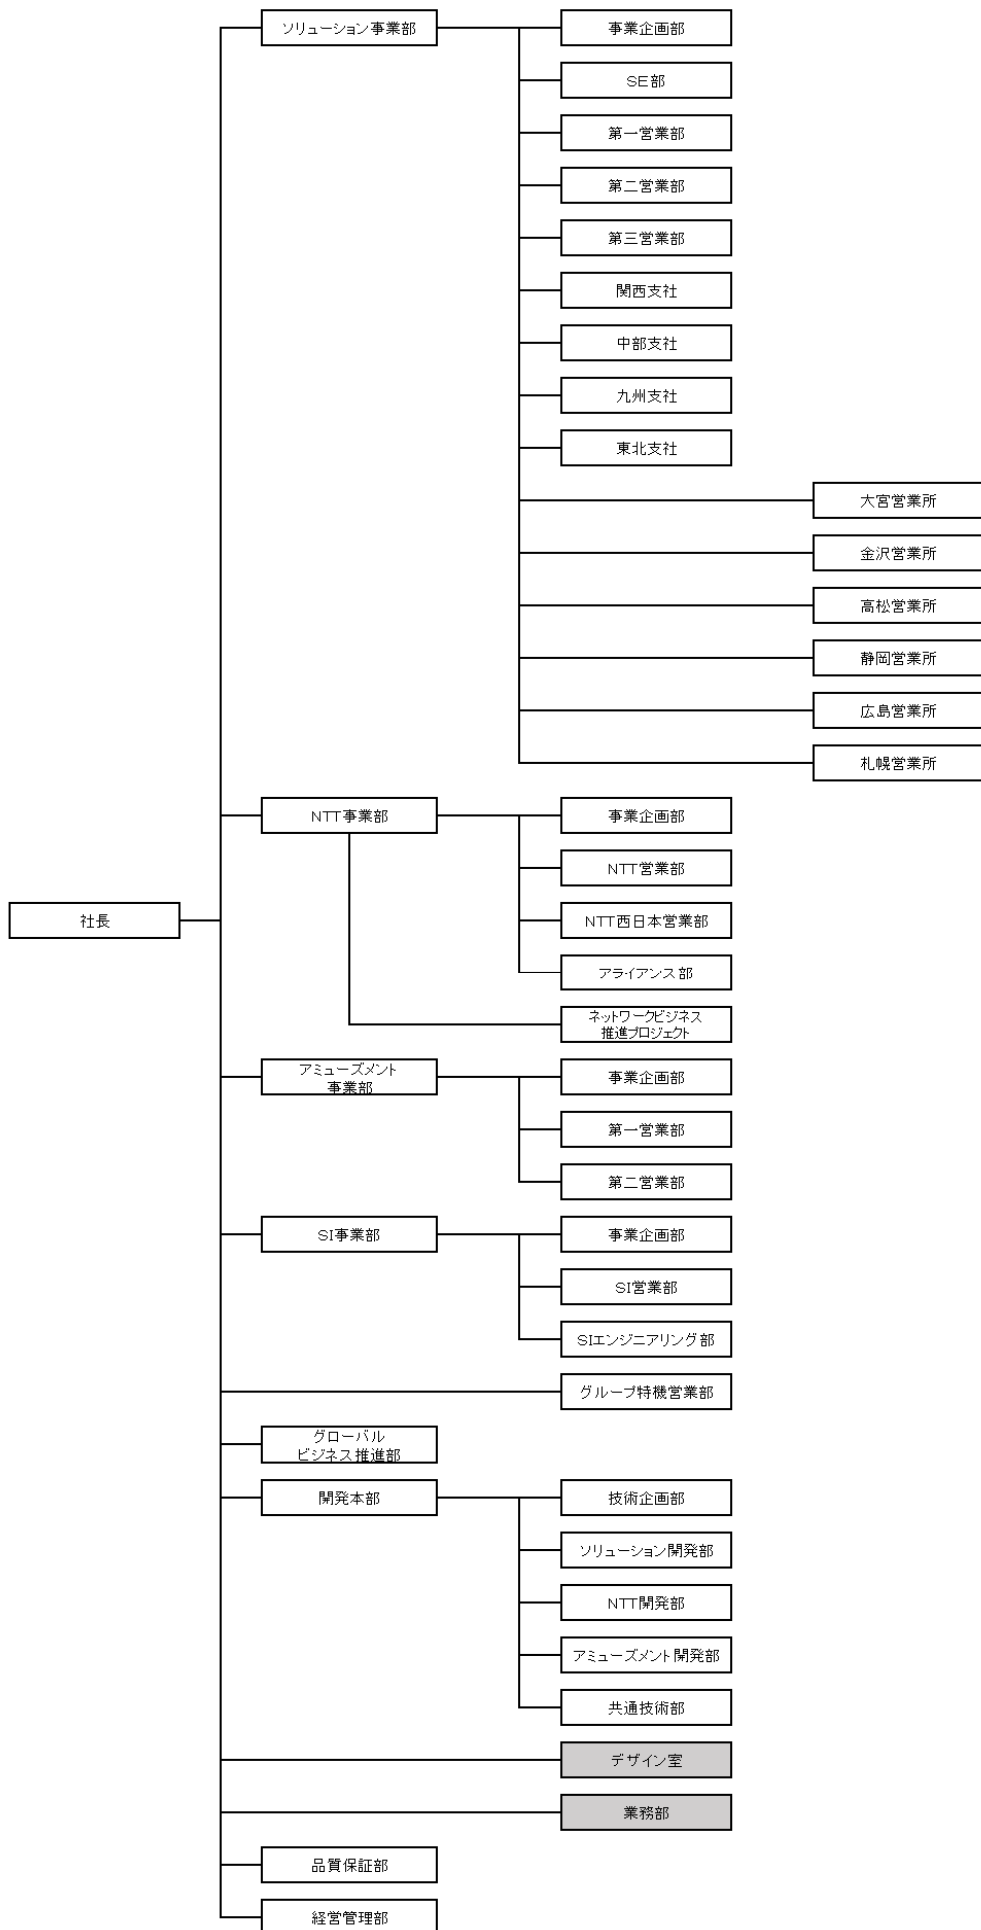 ソリューション事業部
事業企画部
SE部
第一営業部
第二営業部
第三営業部
関西支社
中部支社
九州支社
東北支社
大宮営業所
金沢営業所
高松営業所
静岡営業所
広島営業所
札幌営業所
NTT事業部
事業企画部
NTT営業部
社長
NTT西日本営業部
アライアンス部
ネットワークビジネス
推進プロジェクト
アミューズメント
事業部
事業企画部
第一営業部
第二営業部
SI事業部
事業企画部
SI営業部
SIエンジニアリング部
グループ特機営業部
グローバル
ビジネス推進部
開発本部
技術企画部
ソリューション開発部
NTT開発部
アミューズメント開発部
共通技術部
デザイン室
業務部
品質保証部
経営管理部